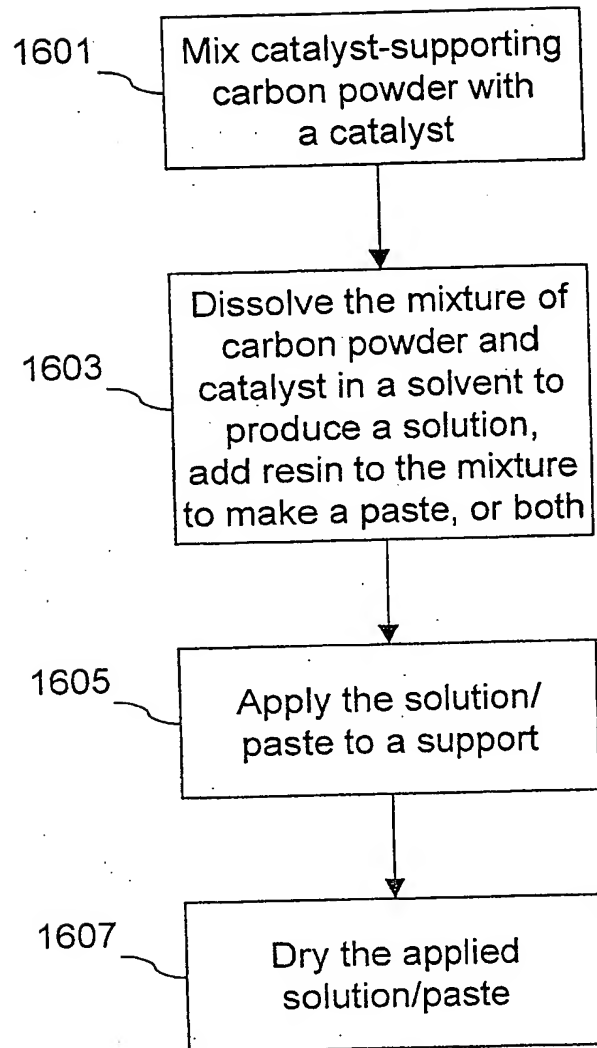 1601
Mix catalyst-supporting
carbon powder with
a catalyst
1603
Dissolve the mixture of
carbon powder and
catalyst in a solvent to
produce a solution,
add resin to the mixture
to make a paste, or both
1605
Apply the solution/
paste to a support
1607
Dry the applied
solution/paste